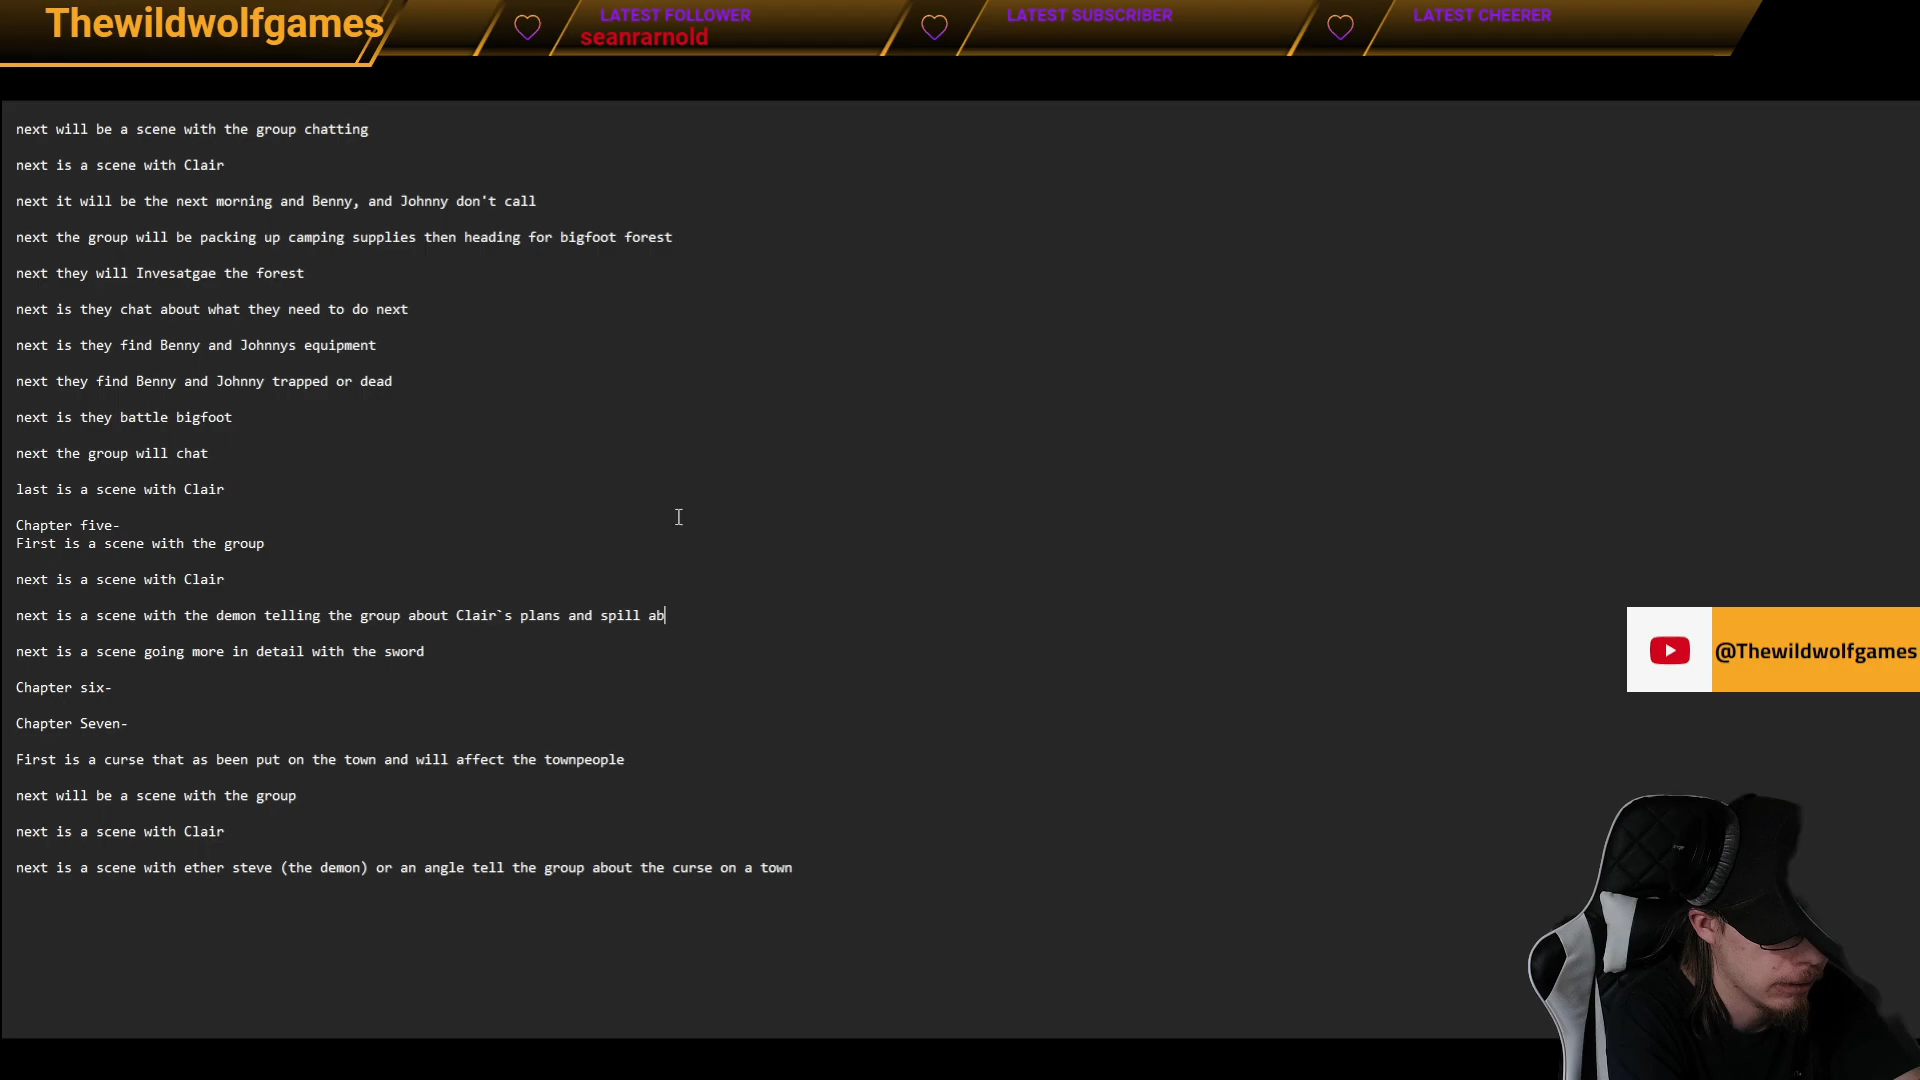 Thewildwolfgames
LATEST FOLLOWER
seanrarnold
LATEST SUBSCRIBER
LATEST CHEERER
next will be a scene with the group chatting
next is a scene with Clair
next it will be the next morning and Benny, and Johnny don't call
next the group will be packing up camping supplies then heading for bigfoot forest
next they will Invesatgae the forest
next is they chat about what they need to do next
next is they find Benny and Johnnys equipment
next they find Benny and Johnny trapped or dead
next is they battle bigfoot
next the group will chat
last is a scene with Clair
Chapter five-
First is a scene with the group
next is a scene with Clair
next is a scene with the demon telling the group about Clair`s plans and spill ab
next is a scene going more in detail with the sword
Chapter six-
Chapter Seven-
First is a curse that as been put on the town and will affect the townpeople
next will be a scene with the group
next is a scene with Clair
next is a scene with ether steve (the demon) or an angle tell the group about the curse on a town
@Thewildwolfgames